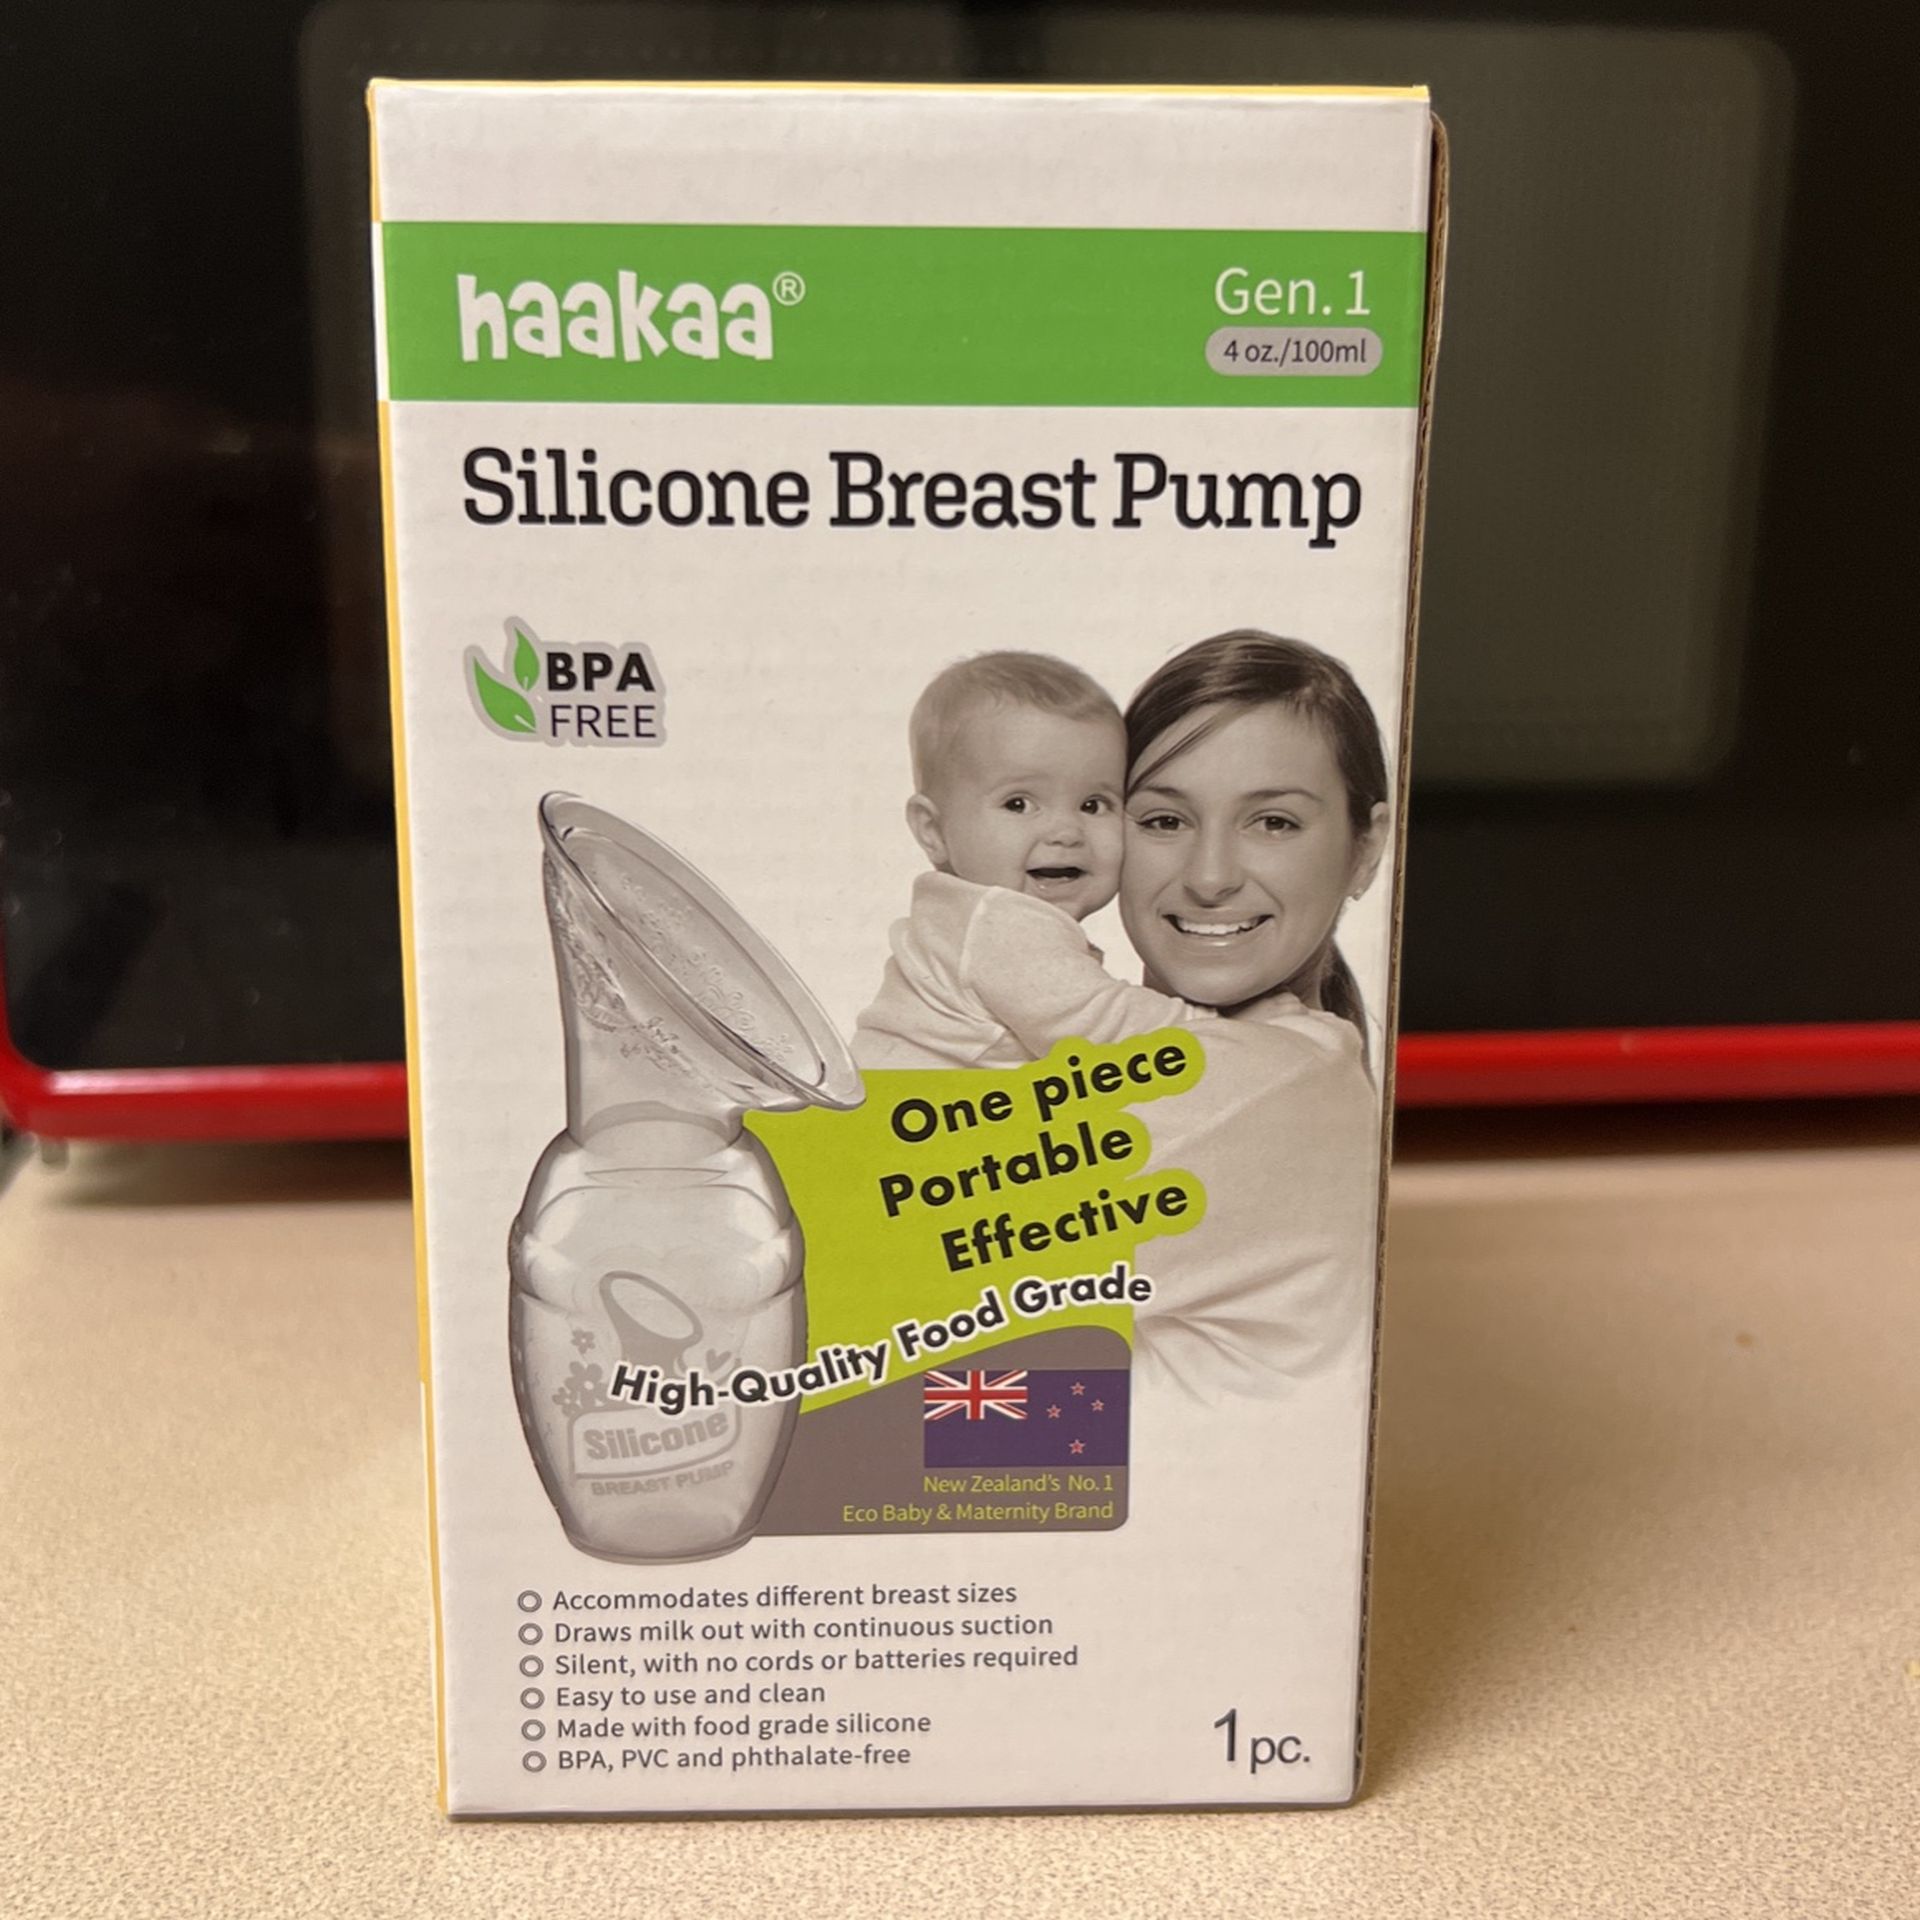 haakaa®
Gen. 1
4 oz./100ml
Silicone Breast Pump
BPA
FREE
One piece
Portable
Effective
High-Quality Food Grade
Silicone
BREAST PUMP
New Zealand's No.1
Eco Baby & Maternity Brand
Accommodates different breast sizes
Draws milk out with continuous suction
Silent, with no cords or batteries required
Easy to use and clean
Made with food grade silicone
BPA, PVC and phthalate-free
1 pc.